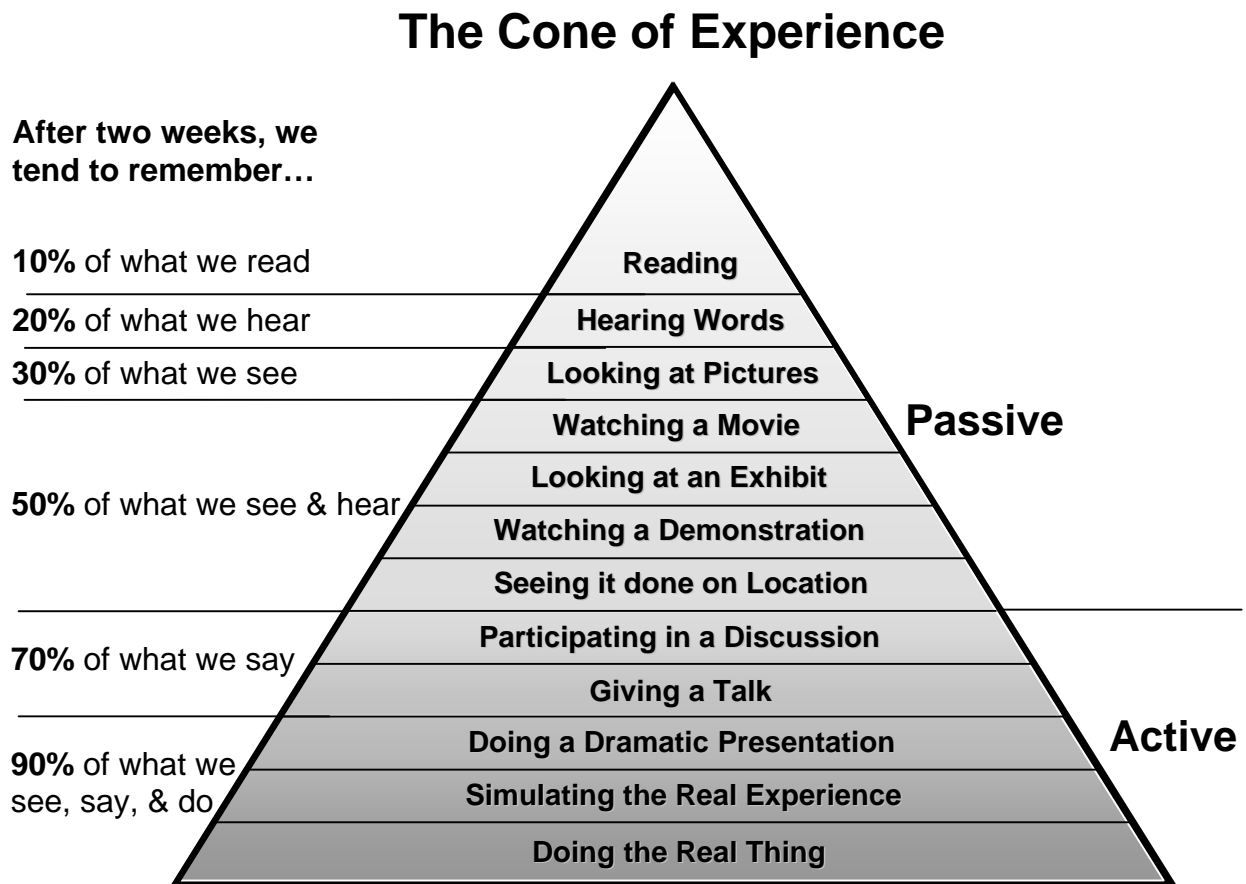 The Cone of Experience
After two weeks, we
tend to remember…
10% of what we read
Reading
20% of what we hear
Hearing Words
30% of what we see
Looking at Pictures
Watching a Movie
Passive
Looking at an Exhibit
50% of what we see & hear
Watching a Demonstration
Seeing it done on Location
Participating in a Discussion
70% of what we say
Giving a Talk
Doing a Dramatic Presentation
Active
90% of what we
see, say, & do
Simulating the Real Experience
Doing the Real Thing